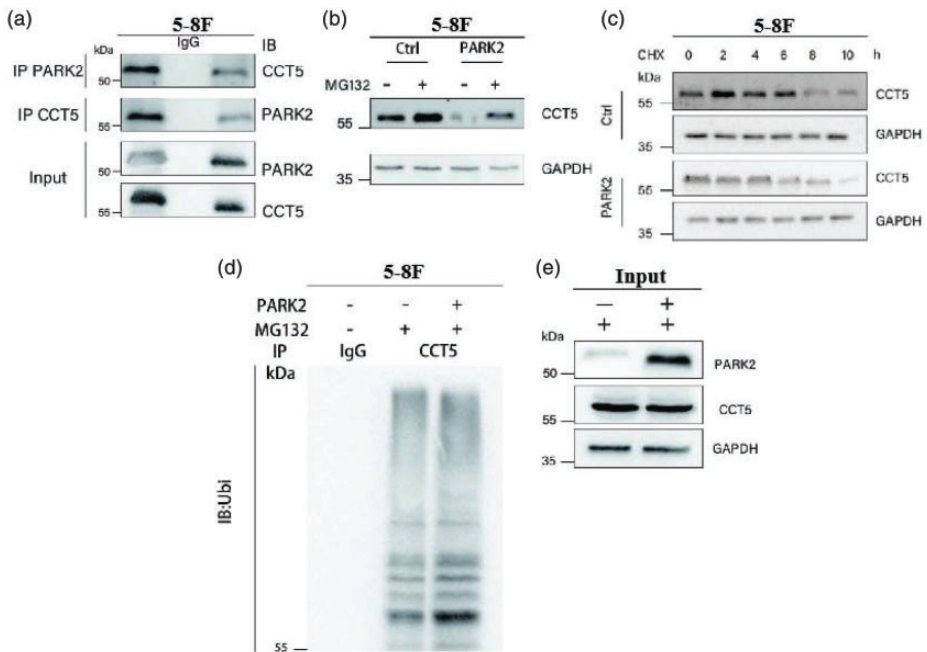 (a)
5-8F
IgG
kDa
IB
IP PARK2
50
CCT5
IP CCT5
PARK2
Input
50
PARK2
55
CCT5
(b)
5-8F
Ctrl PARK2
MG132 - + - +
55
CCT5
35
GAPDH
(c)
5-8F
CHX 0 2 4 6 8 10 h
kDa
Ctrl
55
CCT5
35
GAPDH
PARK2
55
CCT5
35
GAPDH
(d)
5-8F
PARK2 - - +
MG132 - + +
IP IgG CCT5
kDa
IB:Ubi
55
(e)
Input
— +
+ +
kDa
50
PARK2
55
CCT5
35
GAPDH